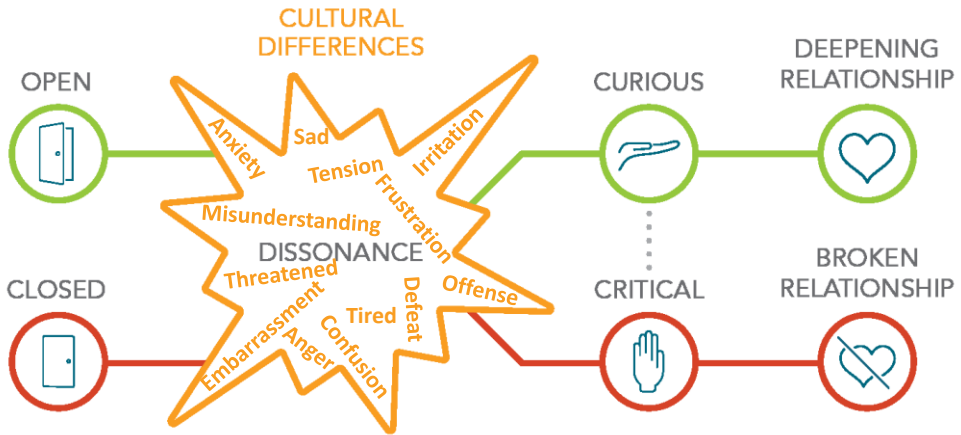 CULTURAL
DIFFERENCES
OPEN
CURIOUS
DEEPENING
RELATIONSHIP
Anxiety
Sad
Tension
Irritation
Frustration
Misunderstanding
DISSONANCE
Threatened
Offense
Defeat
Tired
Embarrassment
Anger
Confusion
CLOSED
CRITICAL
BROKEN
RELATIONSHIP